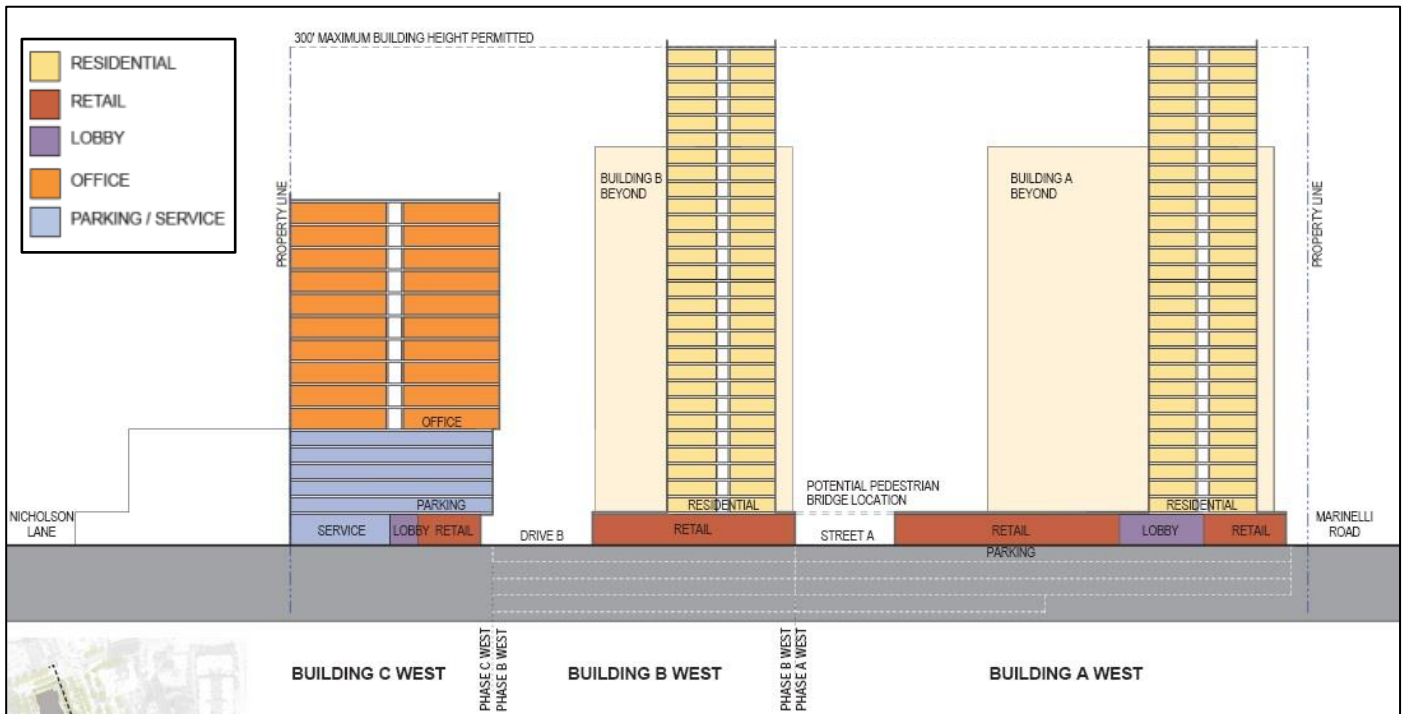 300' MAXIMUM BUILDING HEIGHT PERMITTED
RESIDENTIAL
RETAIL
LOBBY
OFFICE
PARKING / SERVICE
PROPERTY LINE
BUILDING B
BEYOND
BUILDING A
BEYOND
PROPERTY LINE
OFFICE
PARKING
RESIDENTIAL
POTENTIAL PEDESTRIAN
BRIDGE LOCATION
RESIDENTIAL
NICHOLSON
LANE
SERVICE
LOBBY
RETAIL
DRIVE B
RETAIL
STREET A
RETAIL
LOBBY
RETAIL
MARINELLI
ROAD
PARKING
PHASE C WEST
PHASE B WEST
PHASE B WEST
PHASE A WEST
BUILDING C WEST
BUILDING B WEST
BUILDING A WEST